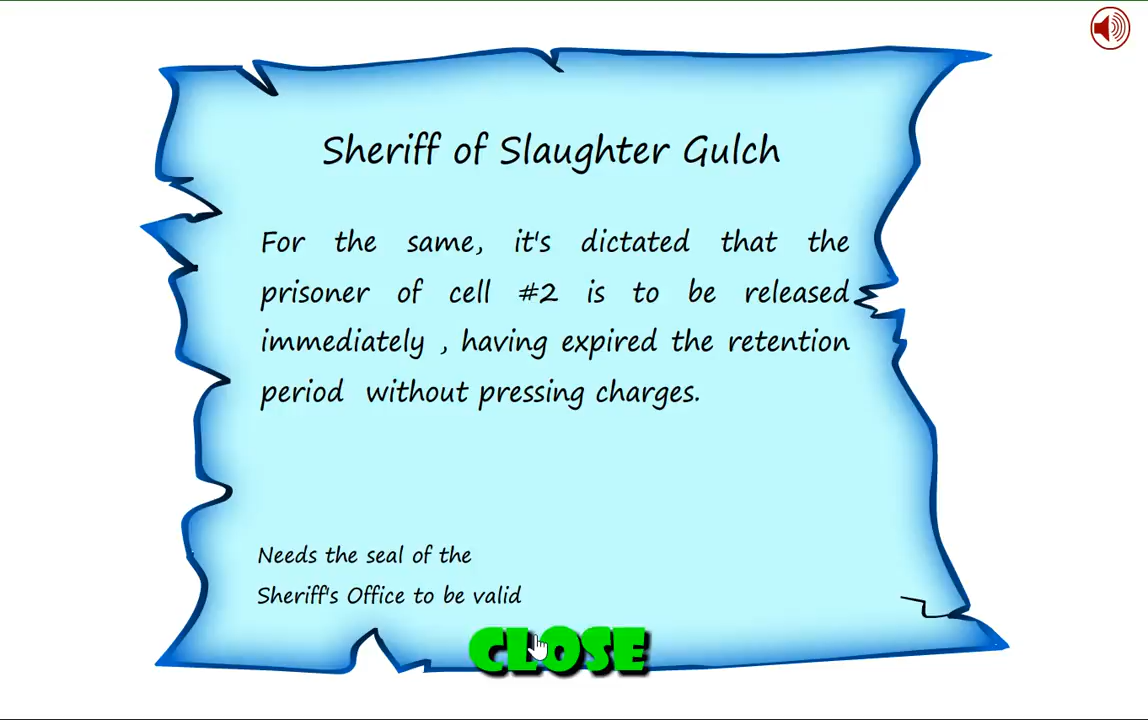 Sheriff of Slaughter Gulch
For the same, it's dictated that the
prisoner of cell #2 is to be released
immediately , having expired the retention
period without pressing charges.
Needs the seal of the
Sheriff's Office to be valid
CLOSE